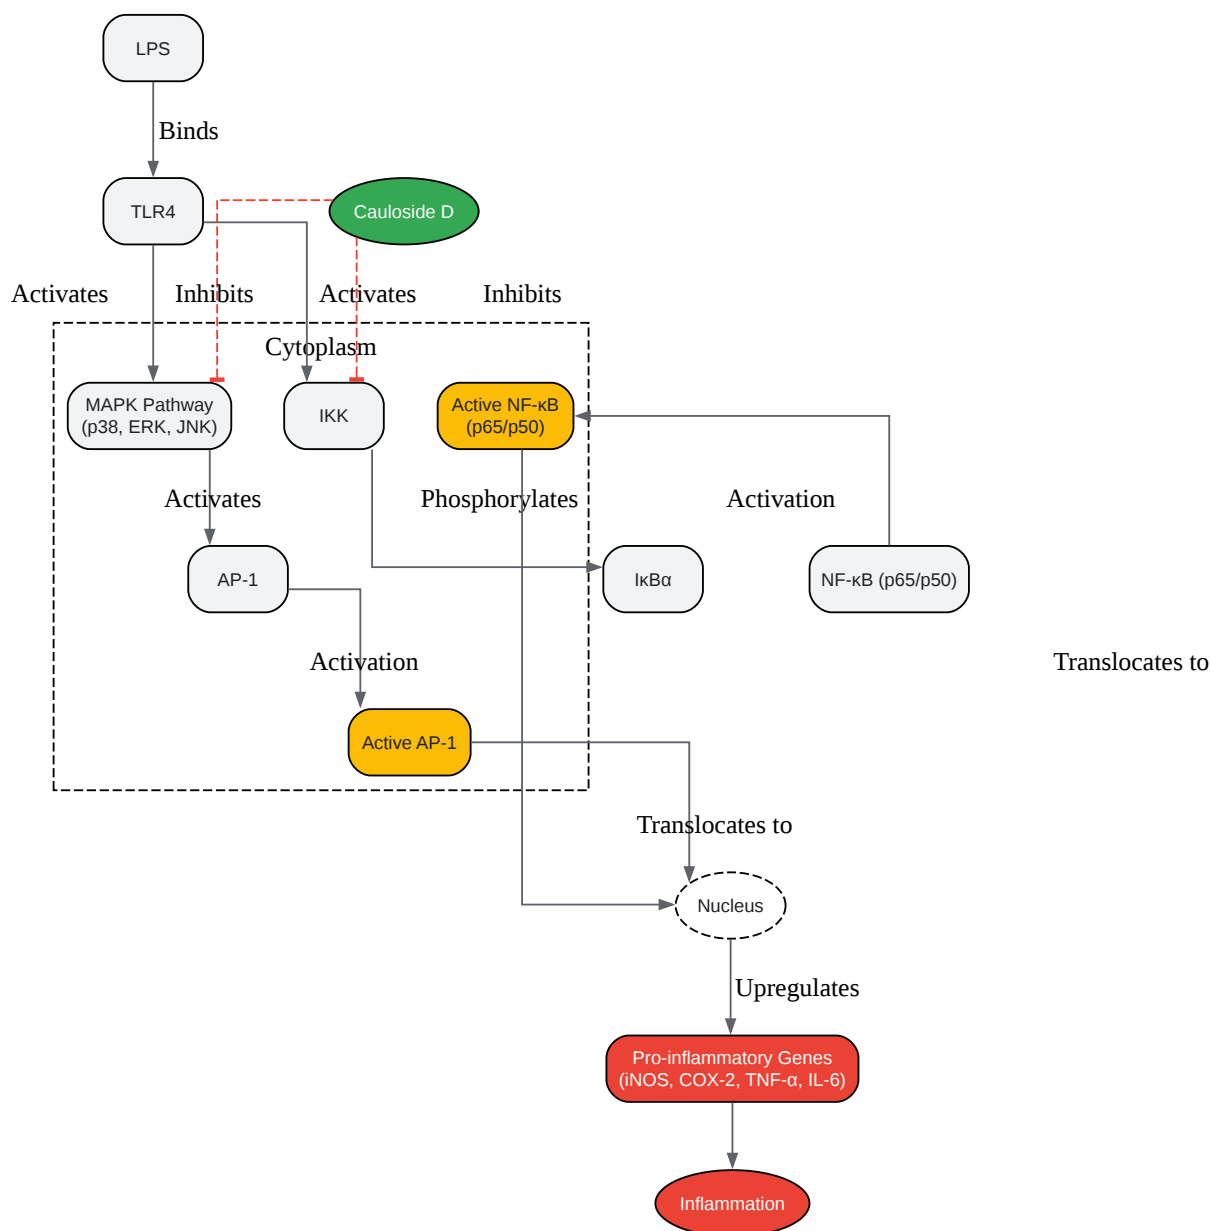 LPS
Binds
TLR4
Cauloside D
Activates
Inhibits
Activates
Inhibits
Cytoplasm
MAPK Pathway
(p38, ERK, JNK)
IKK
Active NF-κB
(p65/p50)
Activates
Phosphorylates
Activation
AP-1
IκBα
NF-κB (p65/p50)
Activation
Translocates to
Active AP-1
Translocates to
Nucleus
Upregulates
Pro-inflammatory Genes
(iNOS, COX-2, TNF-α, IL-6)
Inflammation